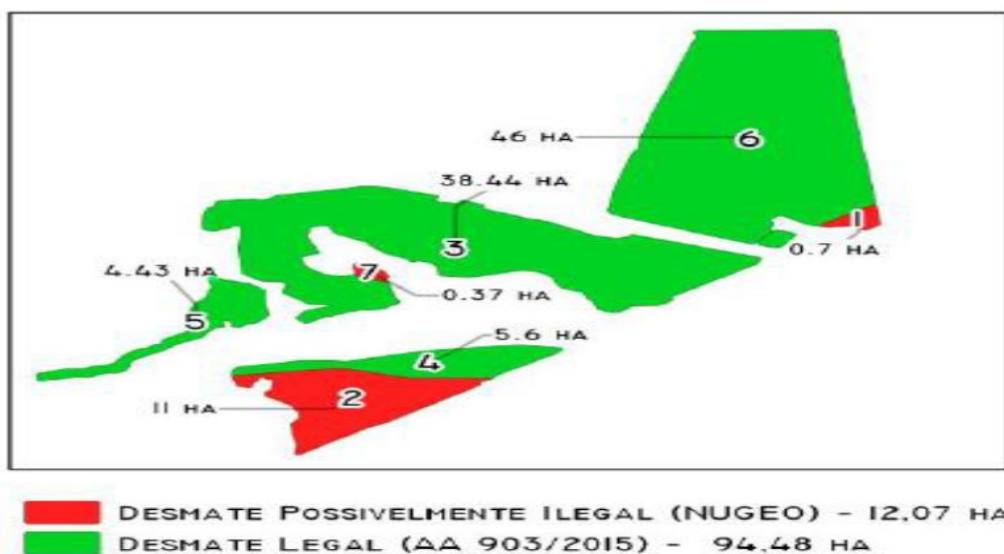 46 HA
6
38.44 HA
1
3
0.7 HA
4.43 HA
7
0.37 HA
5
5.6 HA
4
2
11 HA
DESMATE POSSIVELMENTE ILEGAL (NUGEO) - 12,07 HA
DESMATE LEGAL (AA 903/2015) - 94,48 HA